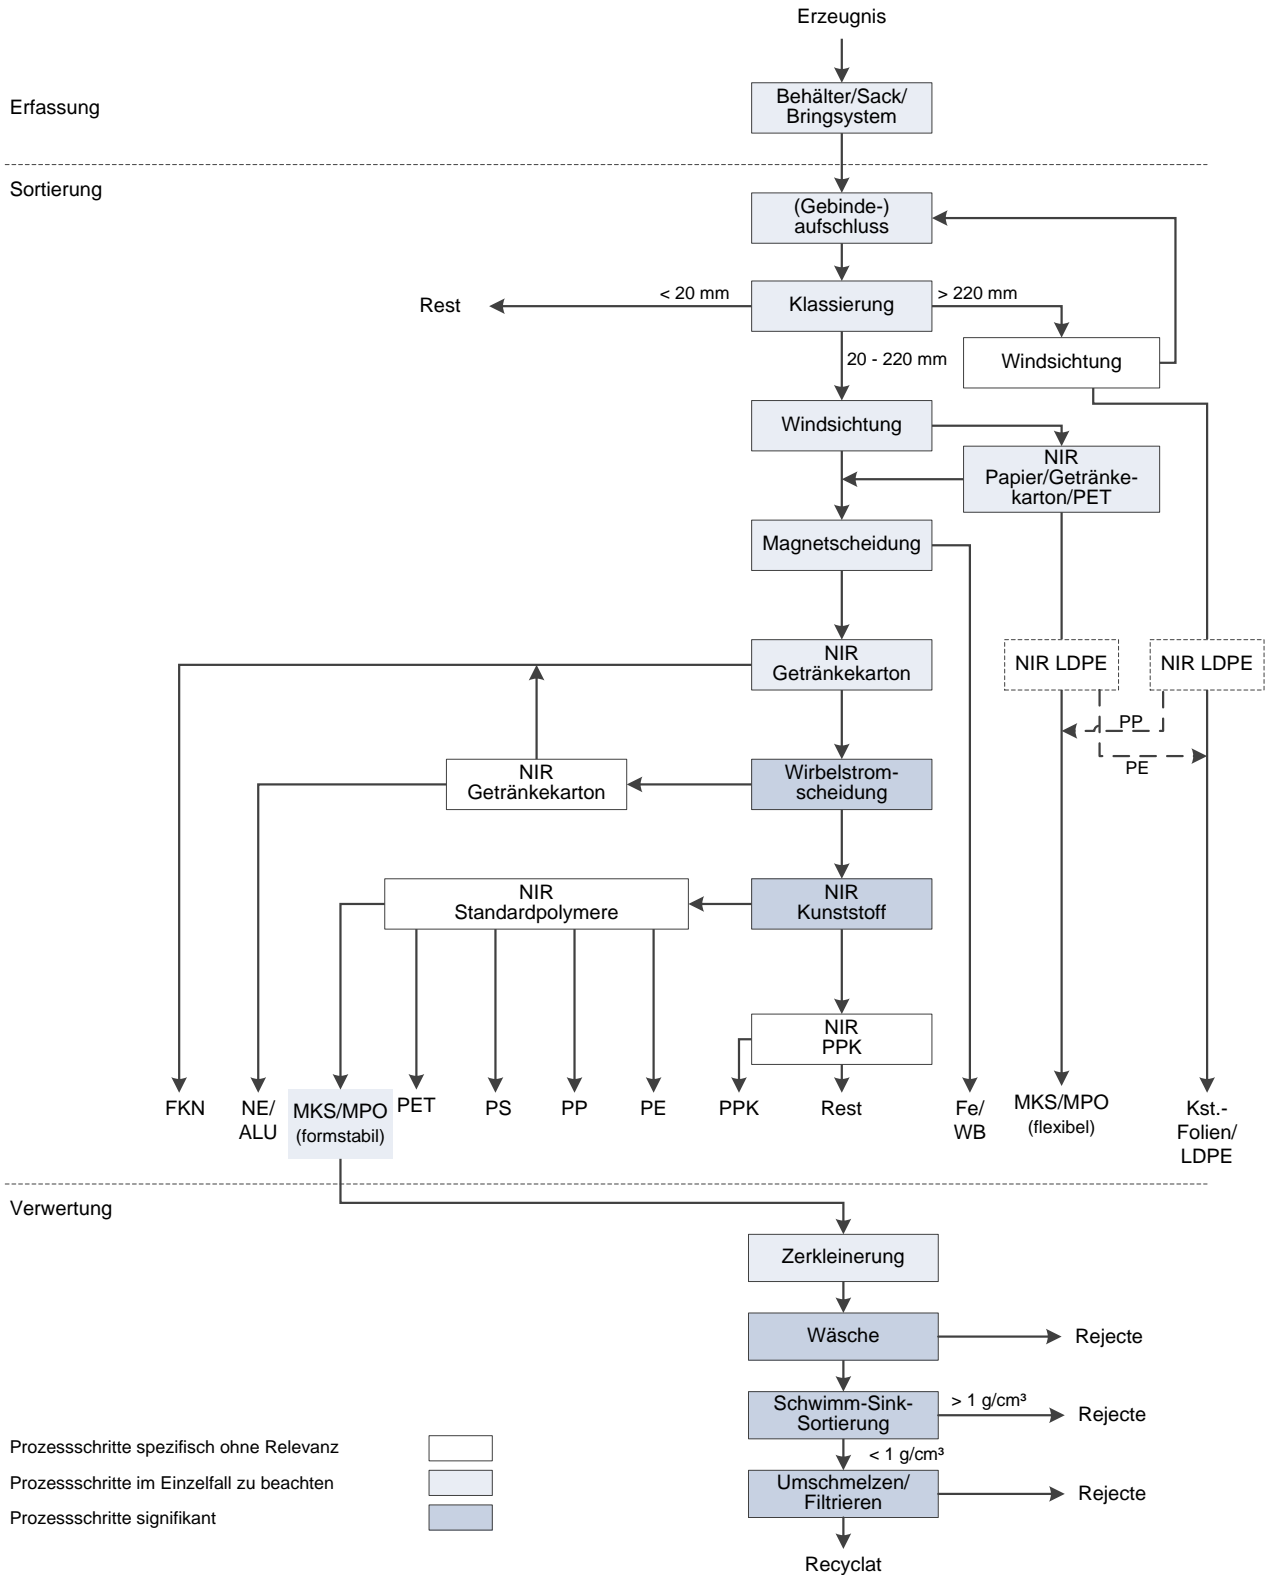 Erzeugnis
Erfassung
Behälter/Sack/
Bringsystem
Sortierung
(Gebinde-)
aufschluss
Rest
< 20 mm
Klassierung
> 220 mm
20 - 220 mm
Windsichtung
Windsichtung
NIR
Papier/Getränke-
karton/PET
Magnetscheidung
NIR
Getränkekarton
NIR LDPE
NIR LDPE
PP
PE
NIR
Getränkekarton
Wirbelstrom-
scheidung
NIR
Standardpolymere
NIR
Kunststoff
NIR
PPK
FKN
NE/
ALU
MKS/MPO
(formstabil)
PET
PS
PP
PE
PPK
Rest
Fe/
WB
MKS/MPO
(flexibel)
Kst.-
Folien/
LDPE
Verwertung
Zerkleinerung
Wäsche
Rejecte
Schwimm-Sink-
Sortierung
> 1 g/cm³
Rejecte
< 1 g/cm³
Umschmelzen/
Filtrieren
Rejecte
Recyclat
Prozessschritte spezifisch ohne Relevanz
Prozessschritte im Einzelfall zu beachten
Prozessschritte signifikant